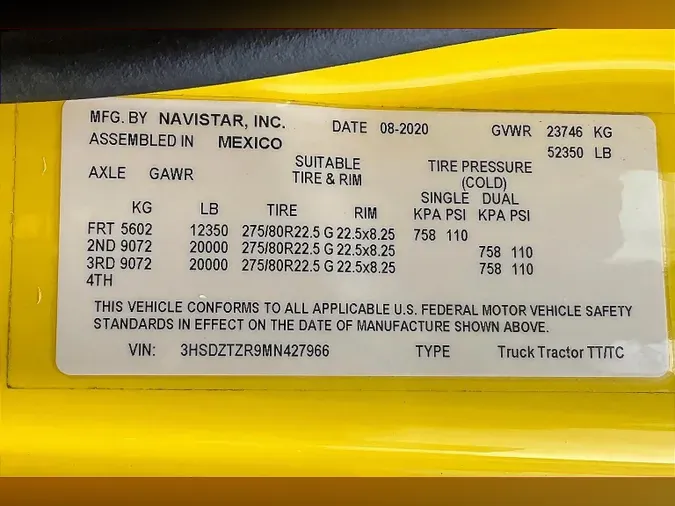 MFG. BY NAVISTAR, INC. DATE 08-2020 GVWR 23746 KG
ASSEMBLED IN MEXICO 52350 LB
AXLE GAWR SUITABLE TIRE & RIM TIRE PRESSURE (COLD)
SINGLE DUAL
KG LB TIRE RIM KPA PSI KPA PSI
FRT 5602 12350 275/80R22.5 G 22.5x8.25 758 110
2ND 9072 20000 275/80R22.5 G 22.5x8.25 758 110
3RD 9072 20000 275/80R22.5 G 22.5x8.25 758 110
4TH
THIS VEHICLE CONFORMS TO ALL APPLICABLE U.S. FEDERAL MOTOR VEHICLE SAFETY
STANDARDS IN EFFECT ON THE DATE OF MANUFACTURE SHOWN ABOVE.
VIN: 3HSDZTZR9MN427966 TYPE Truck Tractor TT/TC